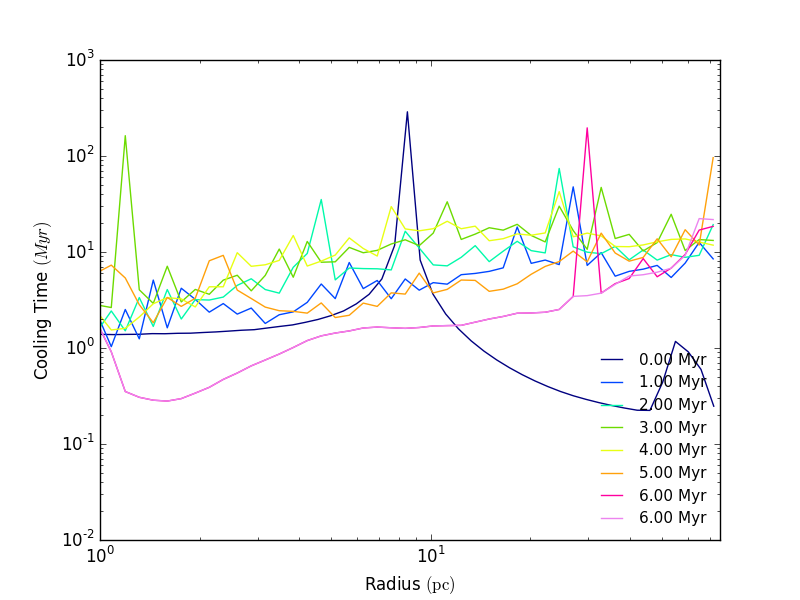 10^3
10^2
10^1
10^0
10^-1
10^-2
Cooling Time (Myr)
0.00 Myr
1.00 Myr
2.00 Myr
3.00 Myr
4.00 Myr
5.00 Myr
6.00 Myr
6.00 Myr
10^0
10^1
Radius (pc)